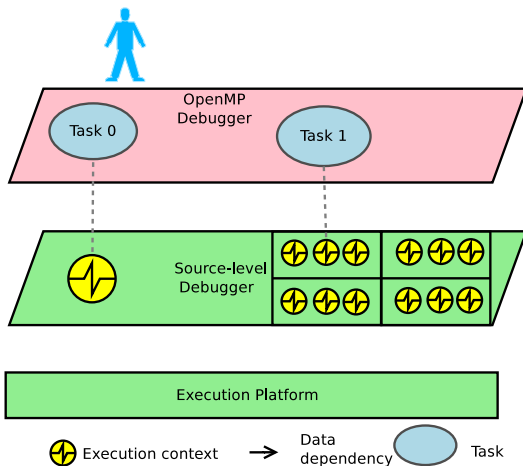 OpenMP
Debugger
Task 0
Task 1
Source-level
Debugger
Execution Platform
Execution context
Data
dependency
Task